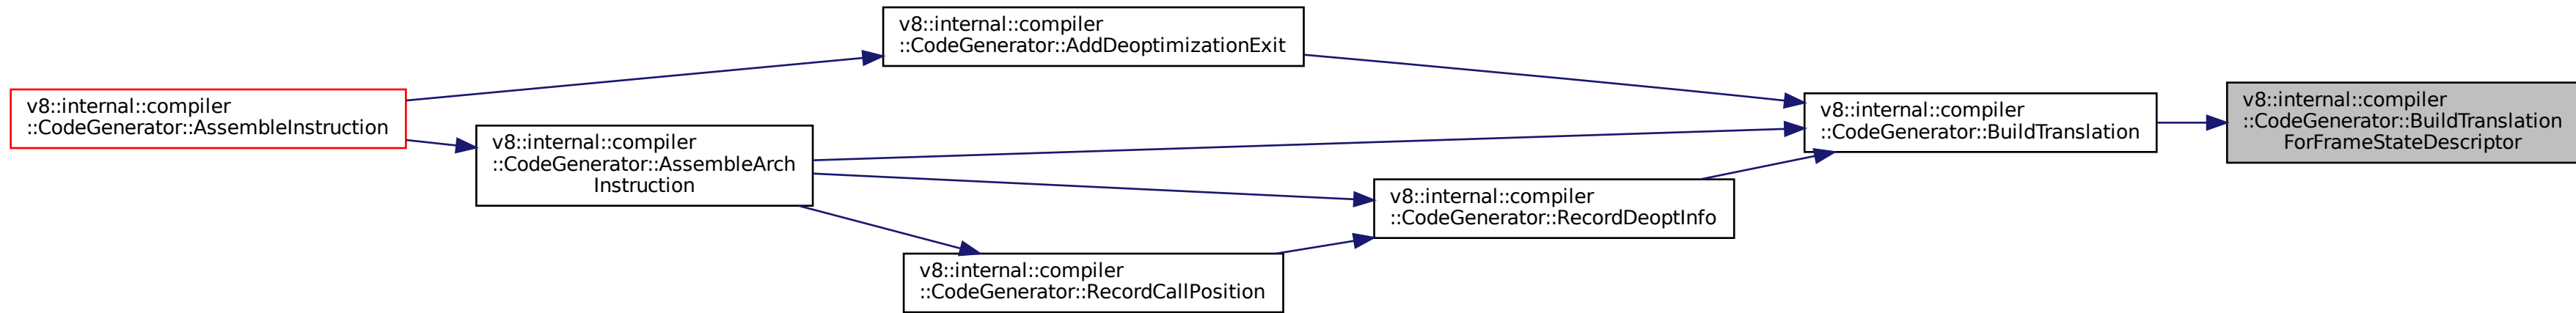 v8::internal::compiler
::CodeGenerator::AssembleInstruction
v8::internal::compiler
::CodeGenerator::AddDeoptimizationExit
v8::internal::compiler
::CodeGenerator::AssembleArch
Instruction
v8::internal::compiler
::CodeGenerator::RecordCallPosition
v8::internal::compiler
::CodeGenerator::RecordDeoptInfo
v8::internal::compiler
::CodeGenerator::BuildTranslation
v8::internal::compiler
::CodeGenerator::BuildTranslation
ForFrameStateDescriptor